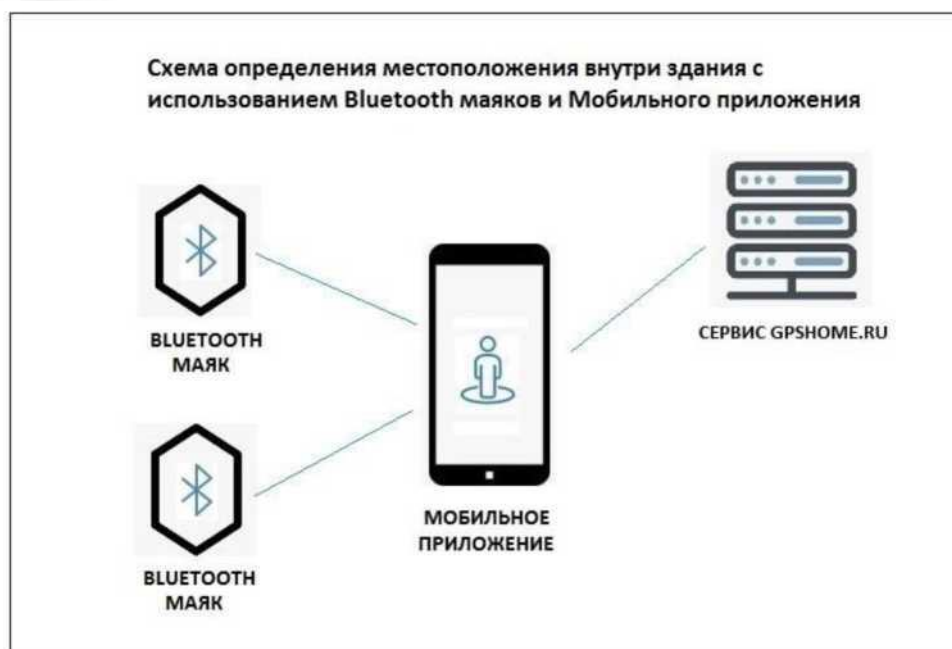 Схема определения местоположения внутри здания с
использованием Bluetooth маяков и Мобильного приложения
BLUETOOTH
МАЯК
СЕРВИС GPSHOME.RU
МОБИЛЬНОЕ
ПРИЛОЖЕНИЕ
BLUETOOTH
МАЯК